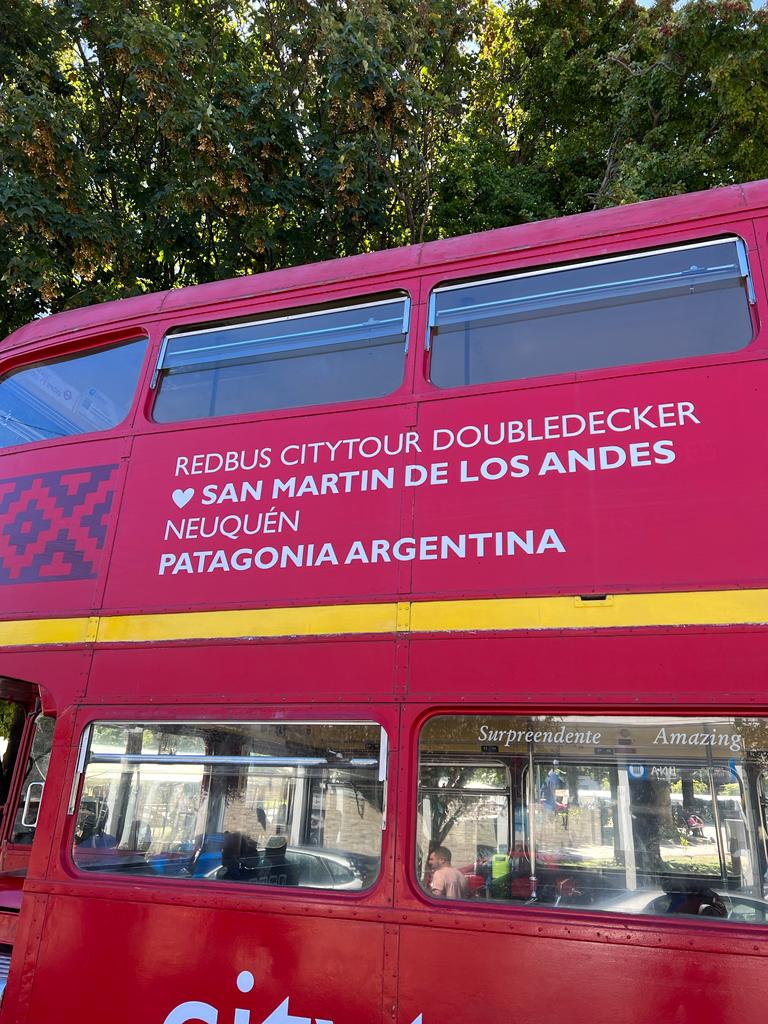 REDBUS CITYTOUR DOUBLEDECKER
SAN MARTIN DE LOS ANDES
NEUQUÉN
PATAGONIA ARGENTINA
Surpreendente Amazing